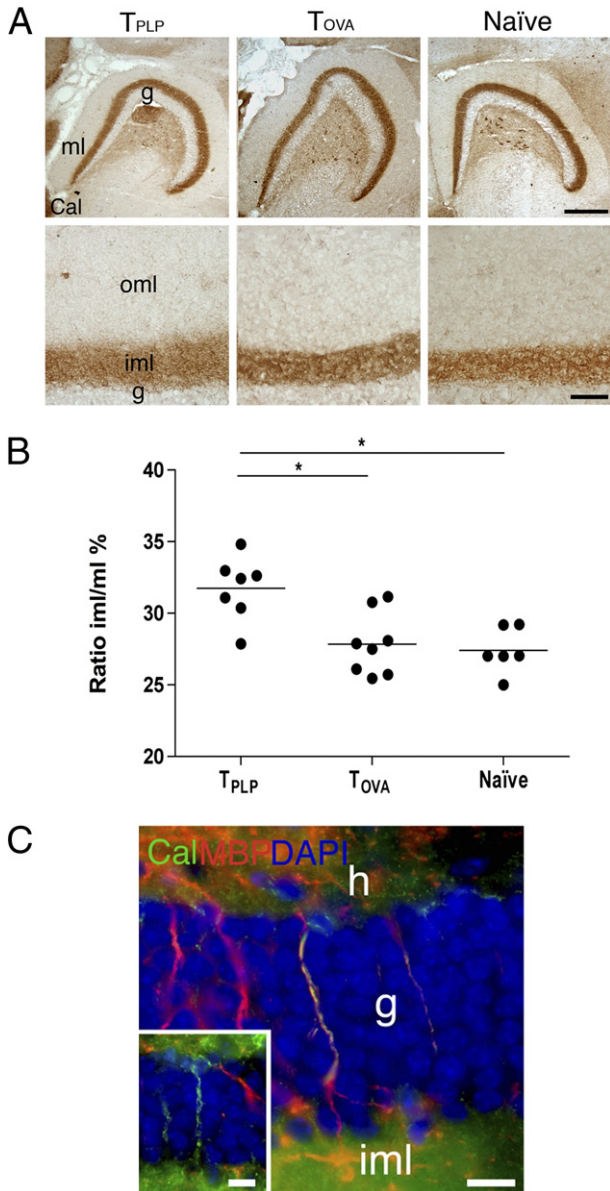 A
TPLP TOVA Naïve
g
ml
Cal
oml
iml
g
B
* 
*
40
35
30
25
20
Ratio iml/ml %
TPLP TOVA Naïve
C
CalMBPDAPI
h
g
iml